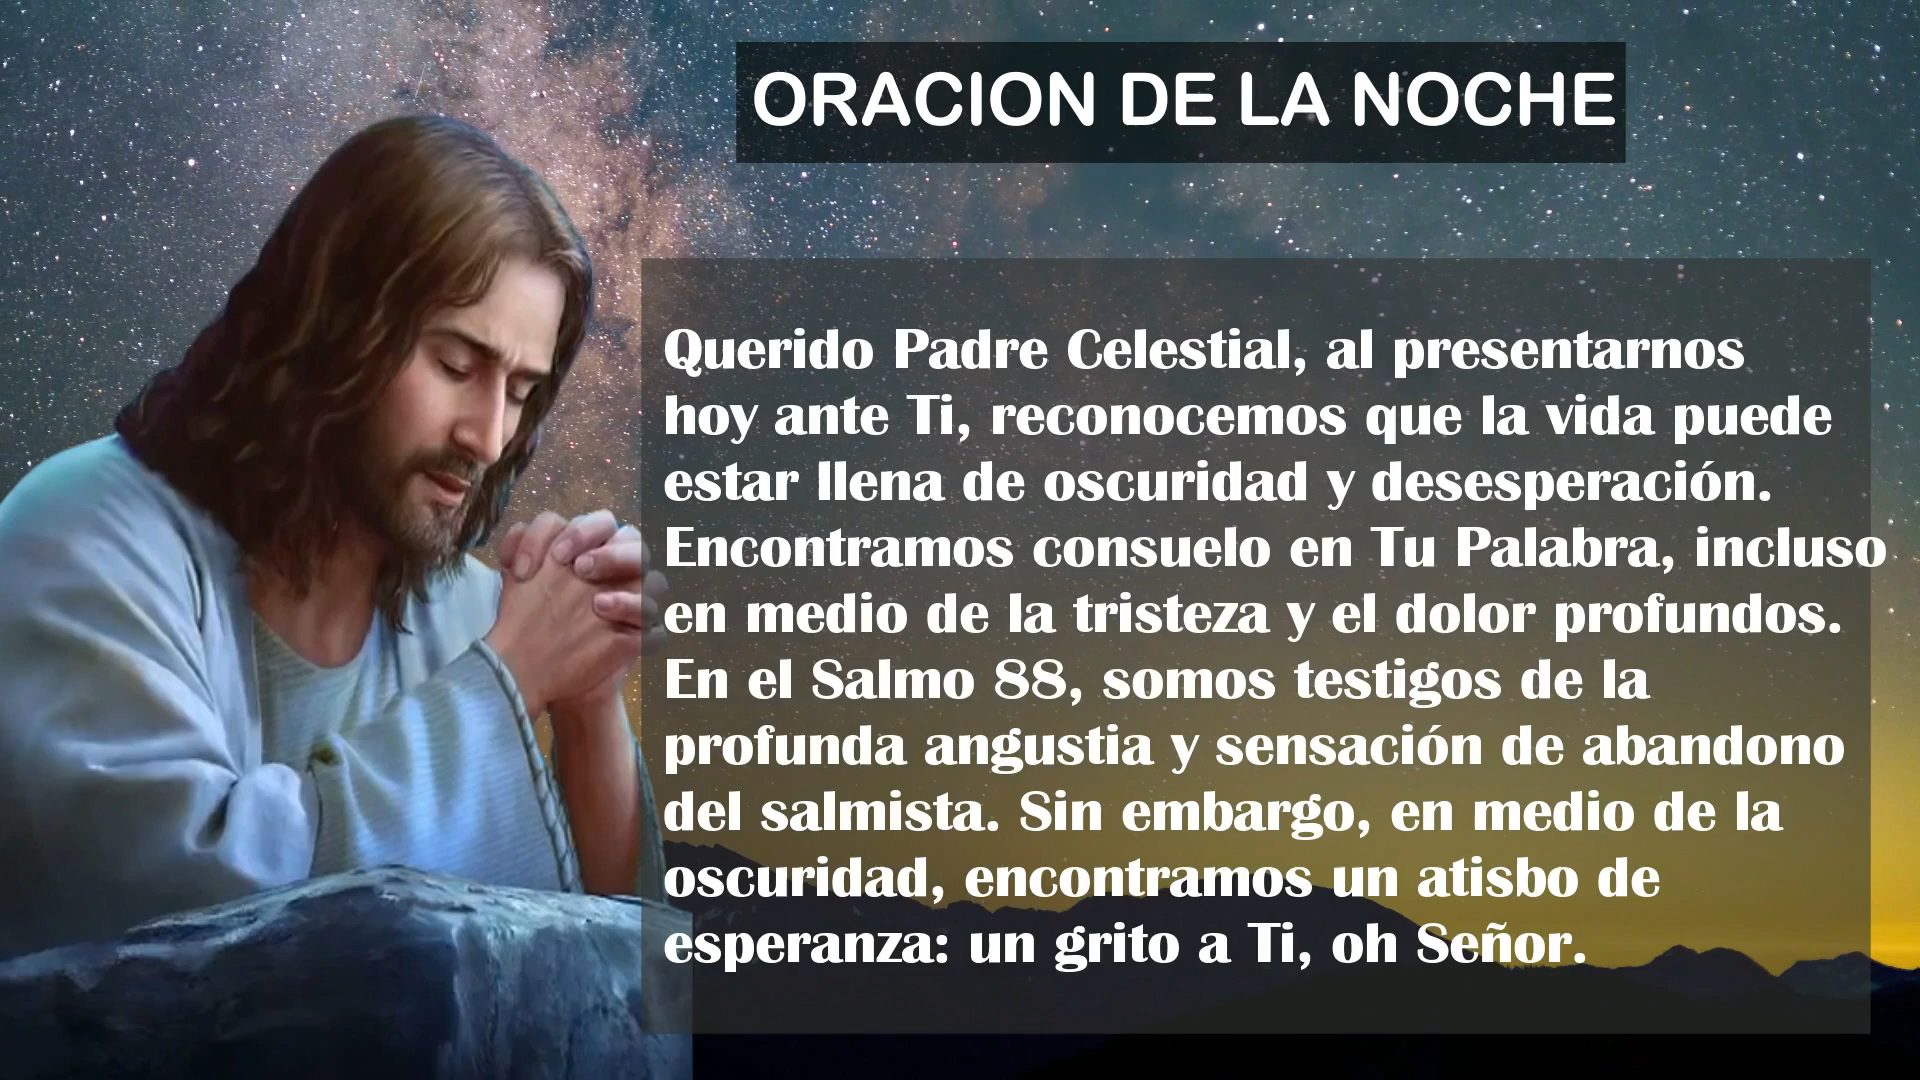 ORACION DE LA NOCHE
Querido Padre Celestial, al presentarnos
hoy ante Ti, reconocemos que la vida puede
estar llena de oscuridad y desesperación.
Encontramos consuelo en Tu Palabra, incluso
en medio de la tristeza y el dolor profundos.
En el Salmo 88, somos testigos de la
profunda angustia y sensación de abandono
del salmista. Sin embargo, en medio de la
oscuridad, encontramos un atisbo de
esperanza: un grito a Ti, oh Señor.